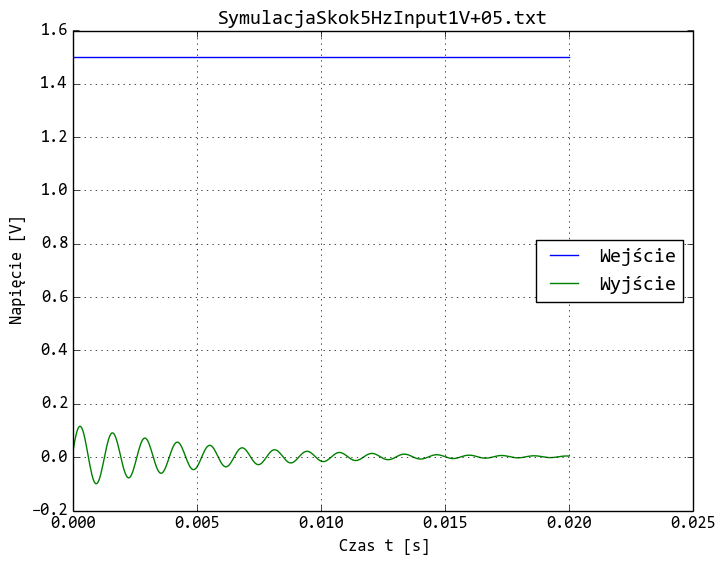 SymulacjaSkok5HzInput1V+05.txt
Napięcie [V]
1.6
1.4
1.2
1.0
0.8
0.6
0.4
0.2
0.0
−0.2
Wejście
Wyjście
0.000 0.005 0.010 0.015 0.020 0.025
Czas t [s]